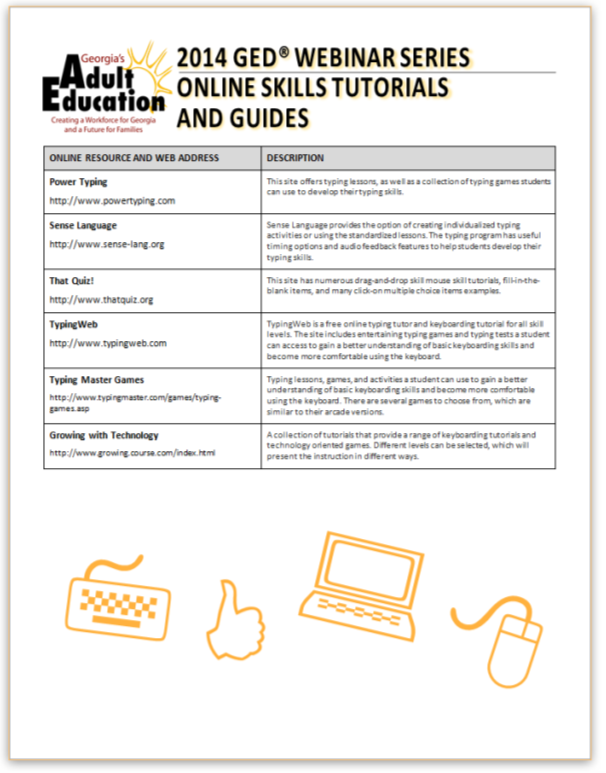 Georgia's
Adult
Education
Creating a Workforce for Georgia
and a Future for Families
2014 GED® WEBINAR SERIES
ONLINE SKILLS TUTORIALS
AND GUIDES
ONLINE RESOURCE AND WEB ADDRESS
DESCRIPTION
Power Typing
http://www.powertyping.com
This site offers typing lessons, as well as a collection of typing games students
can use to develop their typing skills.
Sense Language
http://www.sense-lang.org
Sense Language provides the option of creating individualized typing
activities or using the standardized lessons. The typing program has useful
timing options and audio feedback features to help students develop their
typing skills.
That Quiz!
http://www.thatquiz.org
This site has numerous drag-and-drop skill mouse skill tutorials, fill-in-the-
blank items, and many click-on multiple choice items examples.
TypingWeb
http://www.typingweb.com
TypingWeb is a free online typing tutor and keyboarding tutorial for all skill
levels. The site includes entertaining typing games and typing tests a student
can access to gain a better understanding of basic keyboarding skills and
become more comfortable using the keyboard.
Typing Master Games
http://www.typingmaster.com/games/typing-
games.asp
Typing lessons, games, and activities a student can use to gain a better
understanding of basic keyboarding skills and become more comfortable
using the keyboard. There are several games to choose from, which are
similar to their arcade versions.
Growing with Technology
http://www.growing.course.com/index.html
A collection of tutorials that provide a range of keyboarding tutorials and
technology oriented games. Different levels can be selected, which will
present the instruction in different ways.